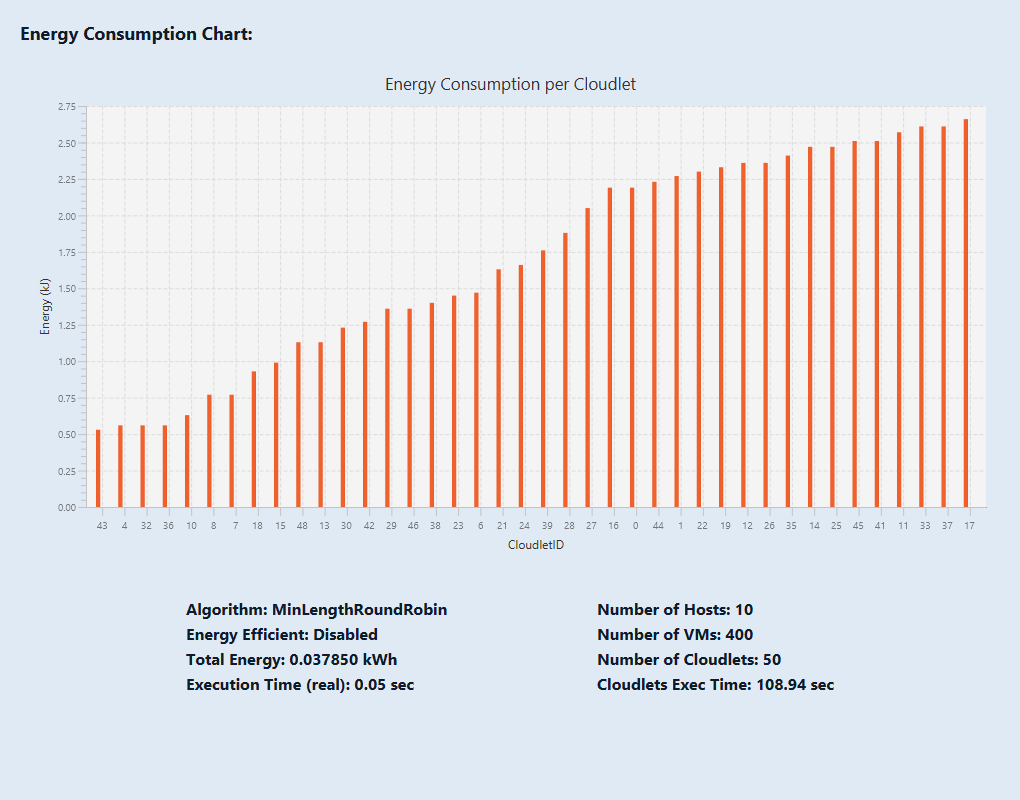 Energy Consumption Chart:
Energy Consumption per Cloudlet
2.75
2.50
2.25
2.00
1.75
1.50
1.25
1.00
0.75
0.50
0.25
0.00
Energy (kJ)
43 4 32 36 10 8 7 18 15 48 13 30 42 29 46 38 23 6 21 24 39 28 27 16 0 44 1 22 19 12 26 35 14 25 45 41 11 33 37 17
CloudletID
Algorithm: MinLengthRoundRobin
Energy Efficient: Disabled
Total Energy: 0.037850 kWh
Execution Time (real): 0.05 sec
Number of Hosts: 10
Number of VMs: 400
Number of Cloudlets: 50
Cloudlets Exec Time: 108.94 sec